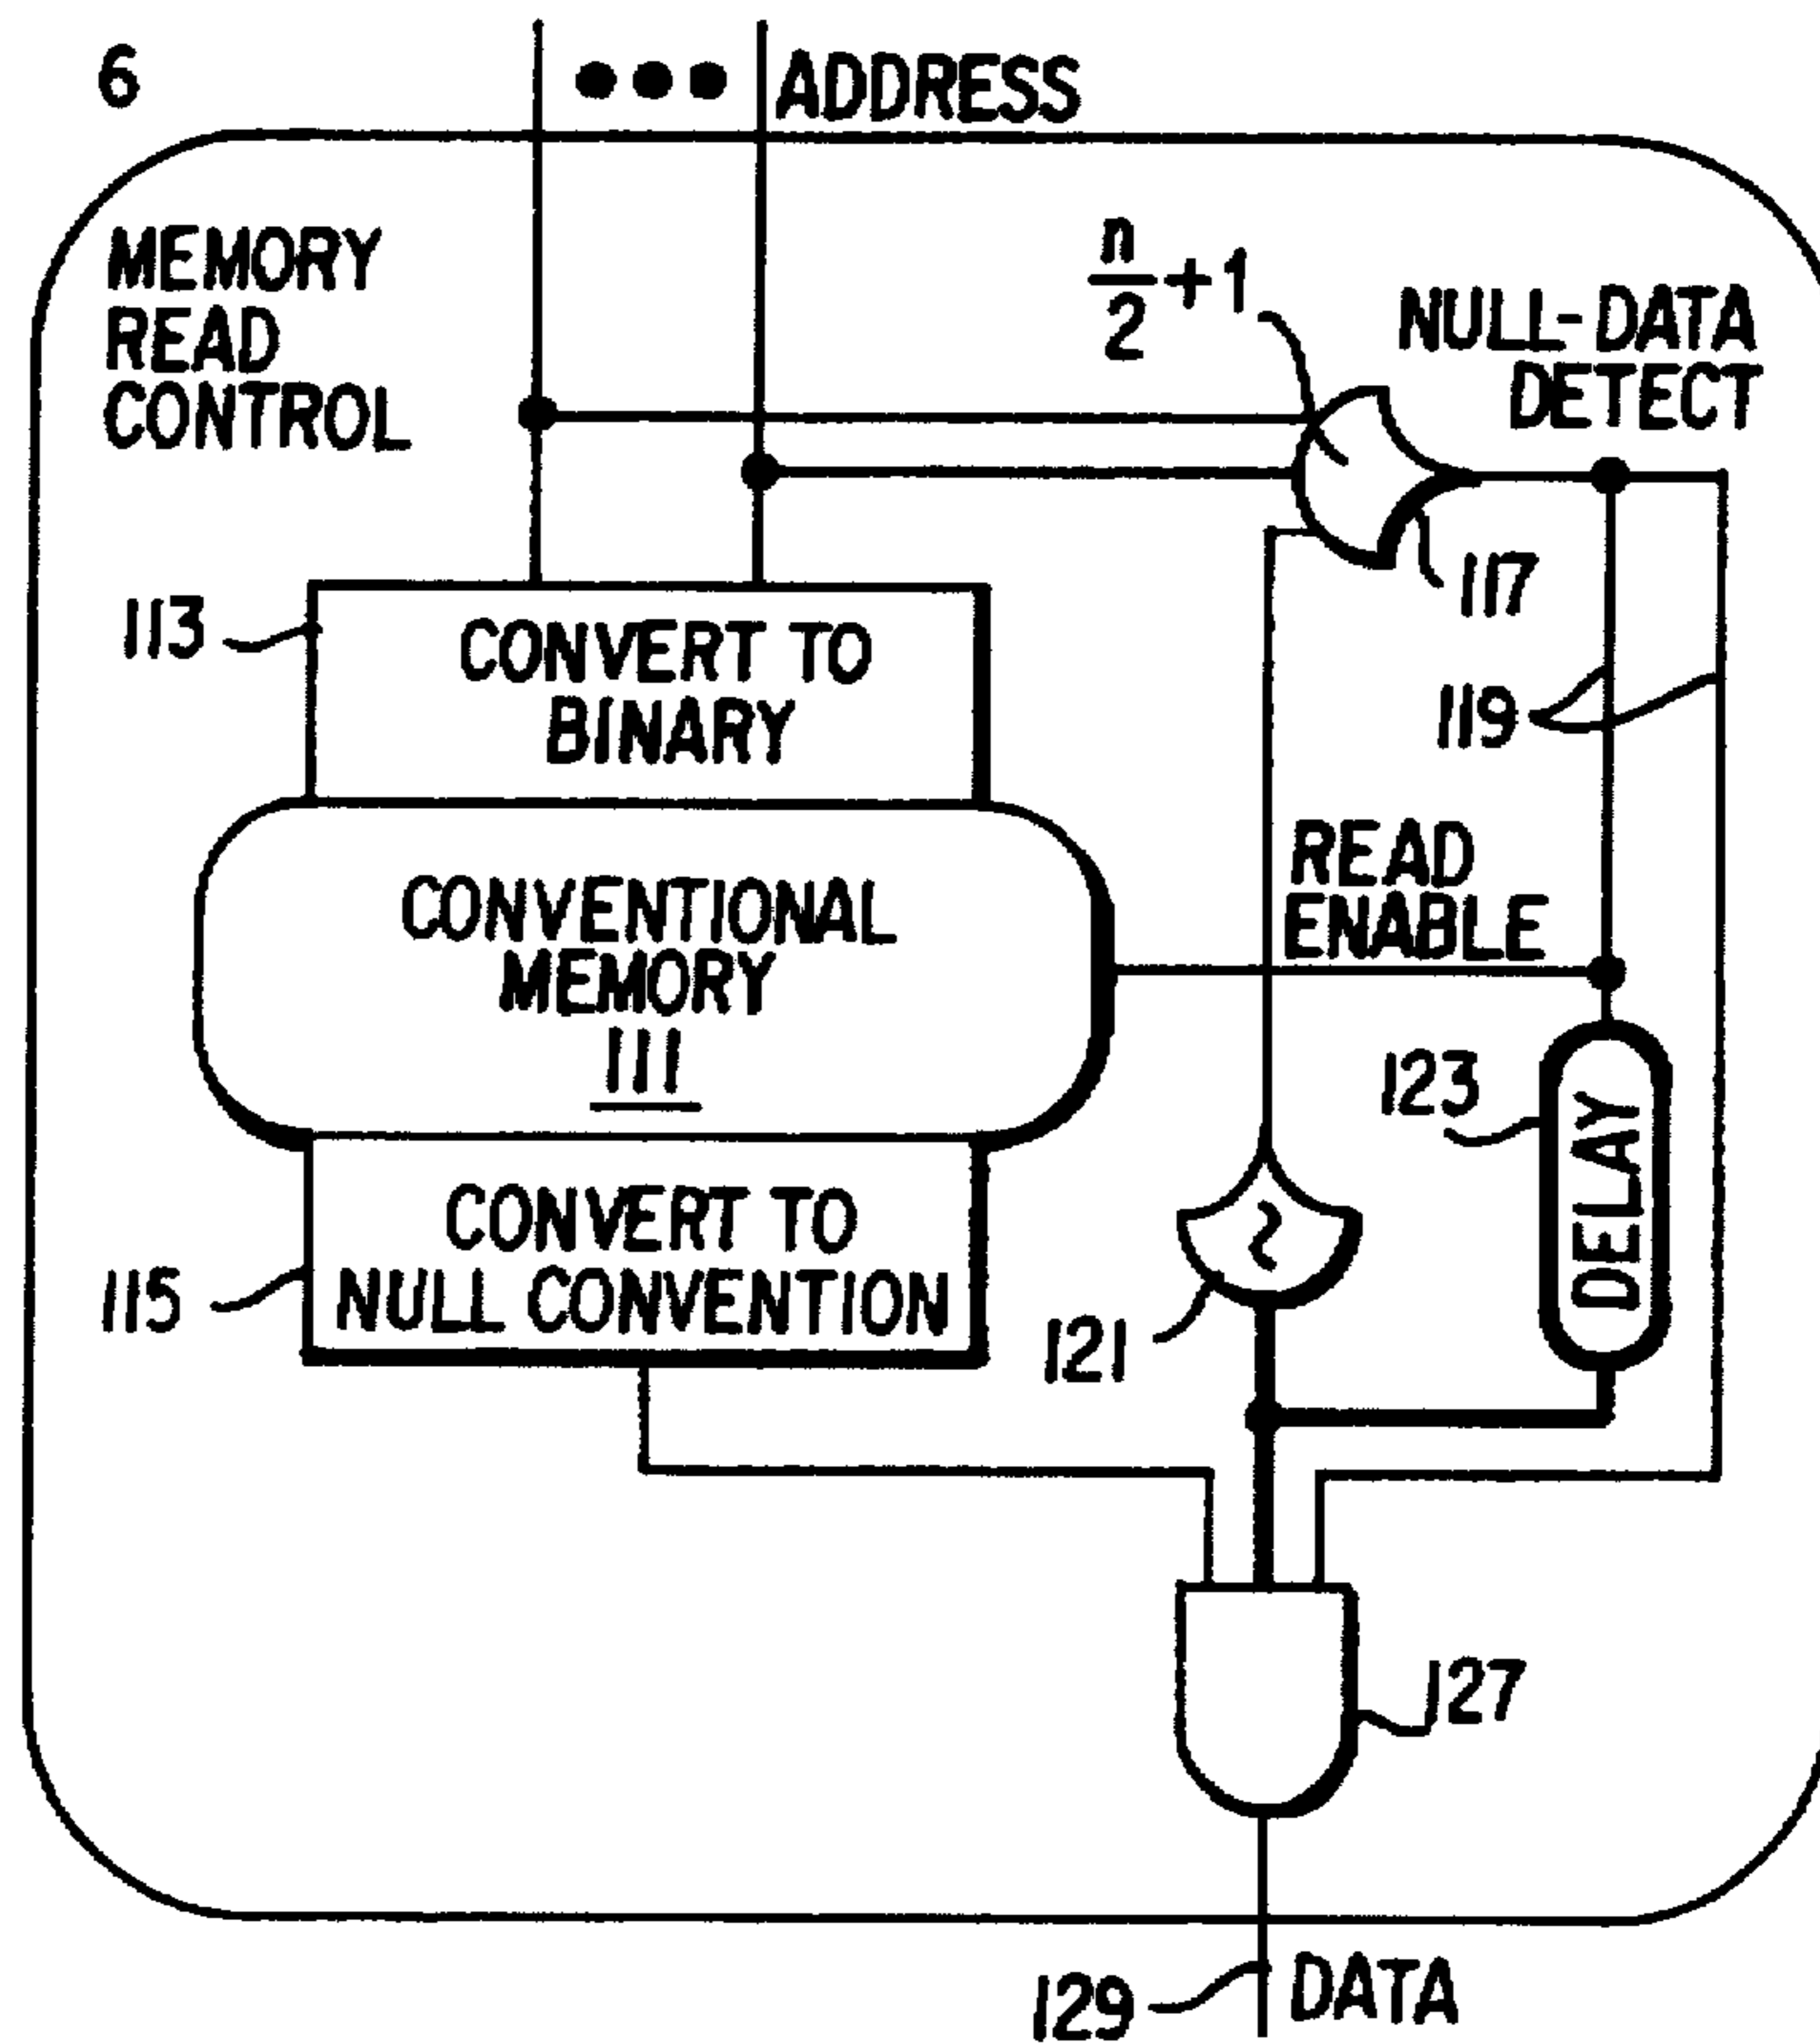 6
ADDRESS
MEMORY
READ
CONTROL
n
2
+1
NULL-DATA
DETECT
117
113
CONVERT TO
BINARY
119
CONVENTIONAL
MEMORY
111
READ
ENABLE
123
DELAY
CONVERT TO
NULL CONVENTION
115
2
121
127
129
DATA